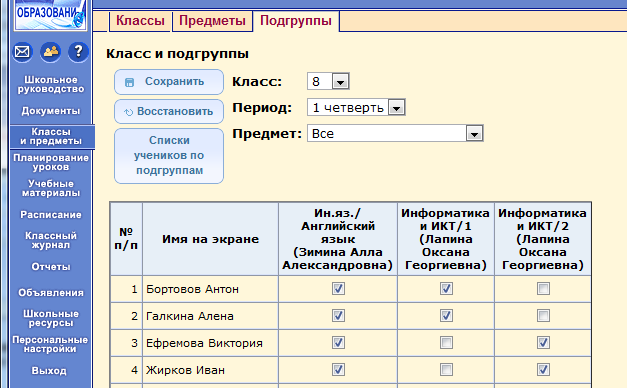 ОБРАЗОВАНИ
Школьное
руководство
Документы
Классы
и предметы
Планирование
уроков
Учебные
материалы
Расписание
Классный
журнал
Отчеты
Объявления
Школьные
ресурсы
Персональные
настройки
Выход
Классы Предметы Подгруппы
Класс и подгруппы
Сохранить
Восстановить
Списки
учеников по
подгруппам
Класс: 8
Период: 1 четверть
Предмет: Все
№
п/п
Имя на экране
Ин.яз./
Английский
язык
(Зимина Алла
Александровна)
Информатика
и ИКТ/1
(Лапина
Оксана
Георгиевна)
Информатика
и ИКТ/2
(Лапина
Оксана
Георгиевна)
1 Бортовов Антон
2 Галкина Алена
3 Ефремова Виктория
4 Жирков Иван